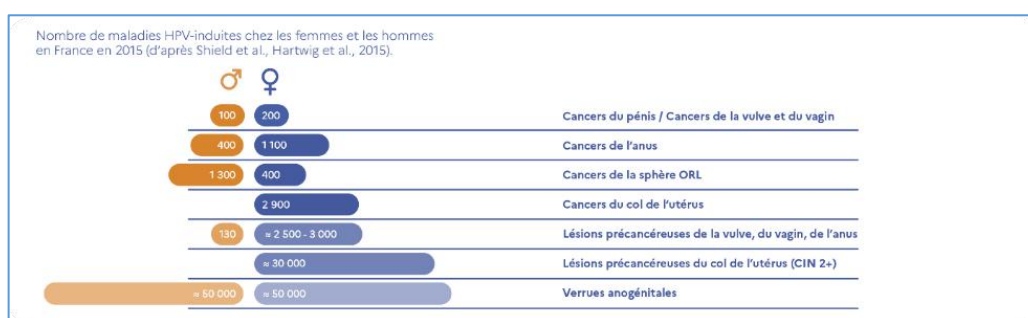 Nombre de maladies HPV-induites chez les femmes et les hommes
en France en 2015 (d'après Shield et al., Hartwig et al., 2015).
♂ ♀
100 200 Cancers du pénis / Cancers de la vulve et du vagin
400 1 100 Cancers de l'anus
1 300 400 Cancers de la sphère ORL
2 900 Cancers du col de l'utérus
130 ≈ 2 500 - 3 000 Lésions précancéreuses de la vulve, du vagin, de l'anus
≈ 30 000 Lésions précancéreuses du col de l'utérus (CIN 2+)
≈ 50 000 ≈ 50 000 Verrues anogénitales